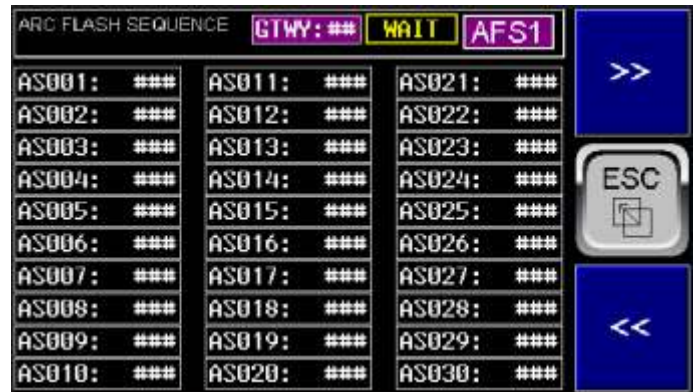 ARC FLASH SEQUENCE GTWY:## WAIT AFS1
>>
AS001: ### AS011: ### AS021: ###
AS002: ### AS012: ### AS022: ###
AS003: ### AS013: ### AS023: ###
AS004: ### AS014: ### AS024: ###
ESC
AS005: ### AS015: ### AS025: ###
AS006: ### AS016: ### AS026: ###
AS007: ### AS017: ### AS027: ###
AS008: ### AS018: ### AS028: ###
<<
AS009: ### AS019: ### AS029: ###
AS010: ### AS020: ### AS030: ###